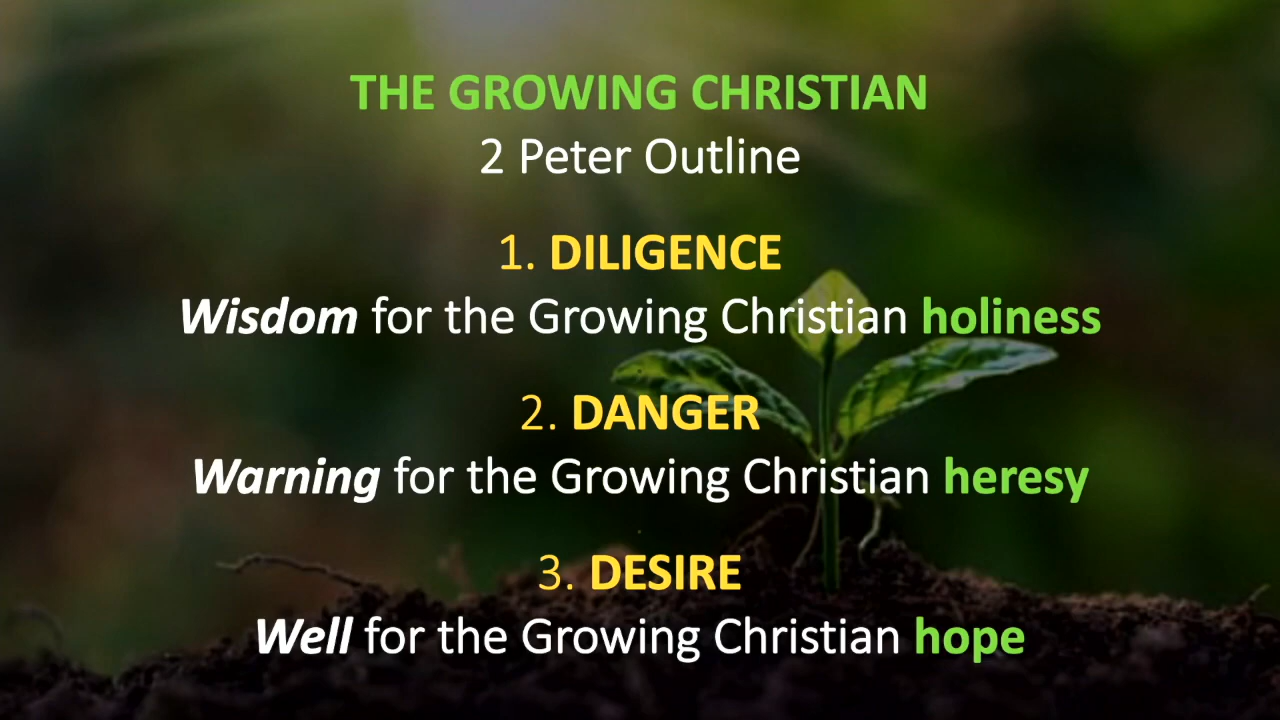 THE GROWING CHRISTIAN
2 Peter Outline
1. DILIGENCE
Wisdom for the Growing Christian holiness
2. DANGER
Warning for the Growing Christian heresy
3. DESIRE
Well for the Growing Christian hope